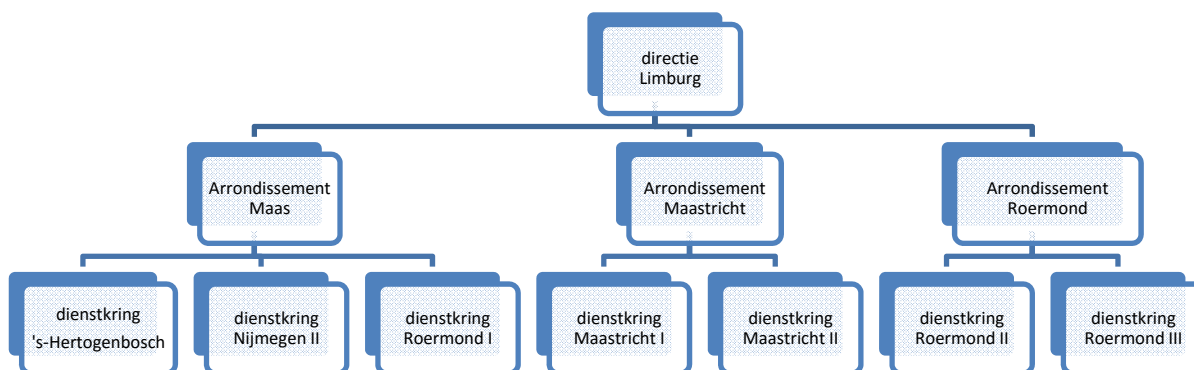 directie
Limburg
Arrondissement
Maas
Arrondissement
Maastricht
Arrondissement
Roermond
dienstkring
's-Hertogenbosch
dienstkring
Nijmegen II
dienstkring
Roermond I
dienstkring
Maastricht I
dienstkring
Maastricht II
dienstkring
Roermond II
dienstkring
Roermond III